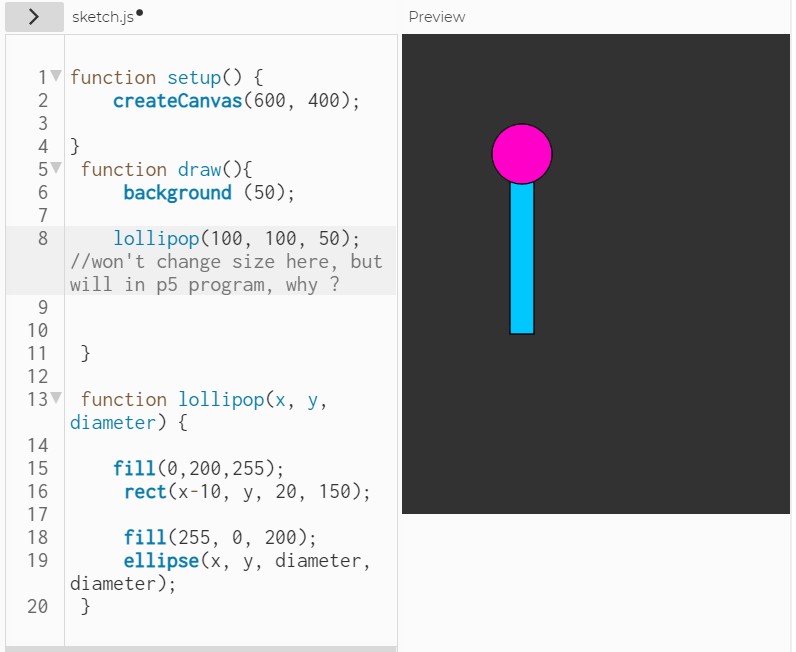 sketch.js●
Preview
1 function setup() {
2 createCanvas(600, 400);
3
4 }
5 function draw(){
6 background (50);
7
8 lollipop(100, 100, 50);
//won't change size here, but
will in p5 program, why ?
9
10
11 }
12
13 function lollipop(x, y,
diameter) {
14
15 fill(0,200,255);
16 rect(x-10, y, 20, 150);
17
18 fill(255, 0, 200);
19 ellipse(x, y, diameter,
diameter);
20 }